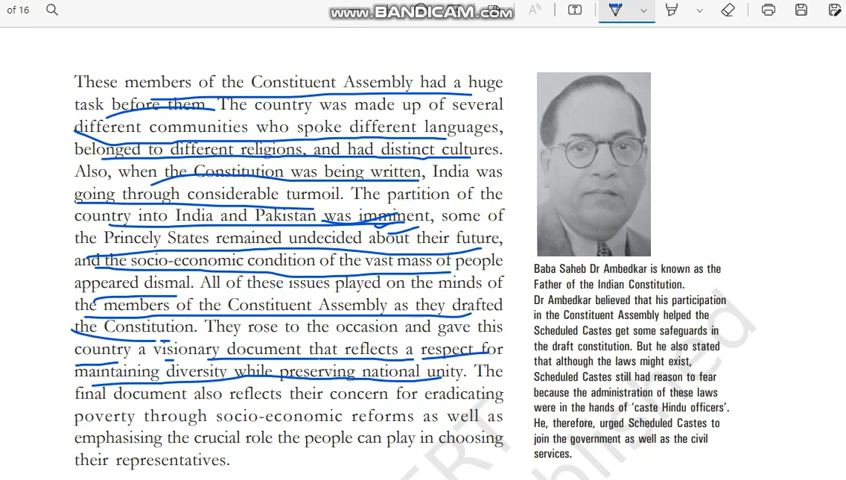 of 16
www.BANDICAM.com
These members of the Constituent Assembly had a huge
task before them. The country was made up of several
different communities who spoke different languages,
belonged to different religions, and had distinct cultures.
Also, when the Constitution was being written, India was
going through considerable turmoil. The partition of the
country into India and Pakistan was imminent, some of
the Princely States remained undecided about their future,
and the socio-economic condition of the vast mass of people
appeared dismal. All of these issues played on the minds of
the members of the Constituent Assembly as they drafted
the Constitution. They rose to the occasion and gave this
country a visionary document that reflects a respect for
maintaining diversity while preserving national unity. The
final document also reflects their concern for eradicating
poverty through socio-economic reforms as well as
emphasising the crucial role the people can play in choosing
their representatives.
Baba Saheb Dr Ambedkar is known as the
Father of the Indian Constitution.
Dr Ambedkar believed that his participation
in the Constituent Assembly helped the
Scheduled Castes get some safeguards in
the draft constitution. But he also stated
that although the laws might exist,
Scheduled Castes still had reason to fear
because the administration of these laws
were in the hands of ‘caste Hindu officers’.
He, therefore, urged Scheduled Castes to
join the government as well as the civil
services.